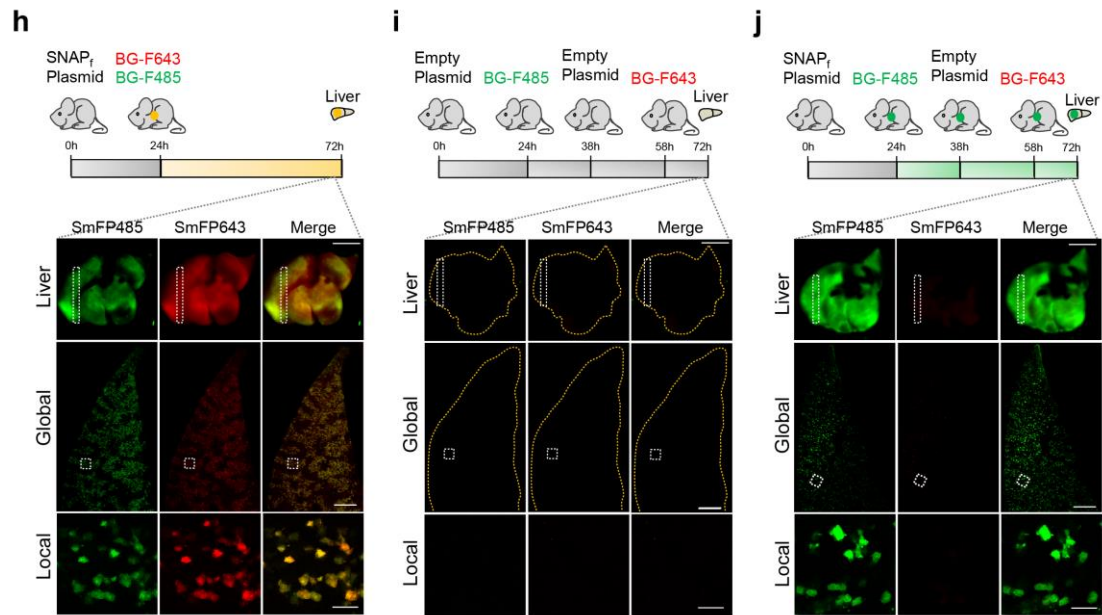 h
SNAPf BG-F643
Plasmid BG-F485
Liver
0h 24h 72h
SmFP485 SmFP643 Merge
Liver
Global
Local
i
Empty Empty
Plasmid BG-F485 Plasmid BG-F643
Liver
0h 24h 38h 58h 72h
SmFP485 SmFP643 Merge
Liver
Global
Local
j
SNAPf Empty
Plasmid BG-F485 Plasmid BG-F643
Liver
0h 24h 38h 58h 72h
SmFP485 SmFP643 Merge
Liver
Global
Local